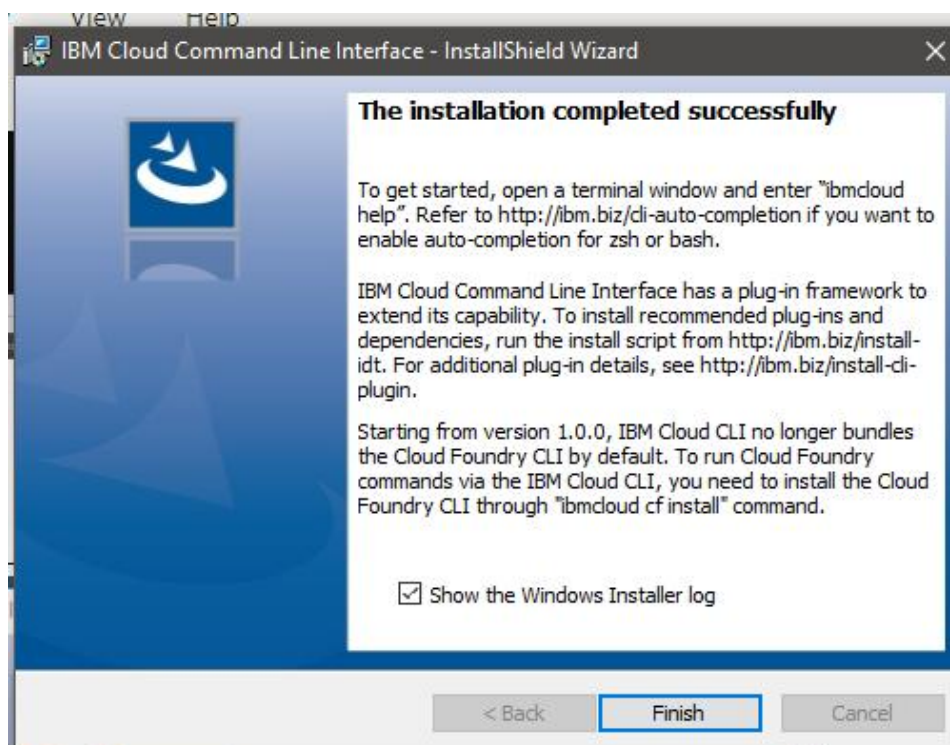 View Help
IBM Cloud Command Line Interface - InstallShield Wizard
The installation completed successfully
To get started, open a terminal window and enter "ibmcloud
help". Refer to http://ibm.biz/cli-auto-completion if you want to
enable auto-completion for zsh or bash.
IBM Cloud Command Line Interface has a plug-in framework to
extend its capability. To install recommended plug-ins and
dependencies, run the install script from http://ibm.biz/install-
idt. For additional plug-in details, see http://ibm.biz/install-cli-
plugin.
Starting from version 1.0.0, IBM Cloud CLI no longer bundles
the Cloud Foundry CLI by default. To run Cloud Foundry
commands via the IBM Cloud CLI, you need to install the Cloud
Foundry CLI through "ibmcloud cf install" command.
Show the Windows Installer log
< Back Finish Cancel